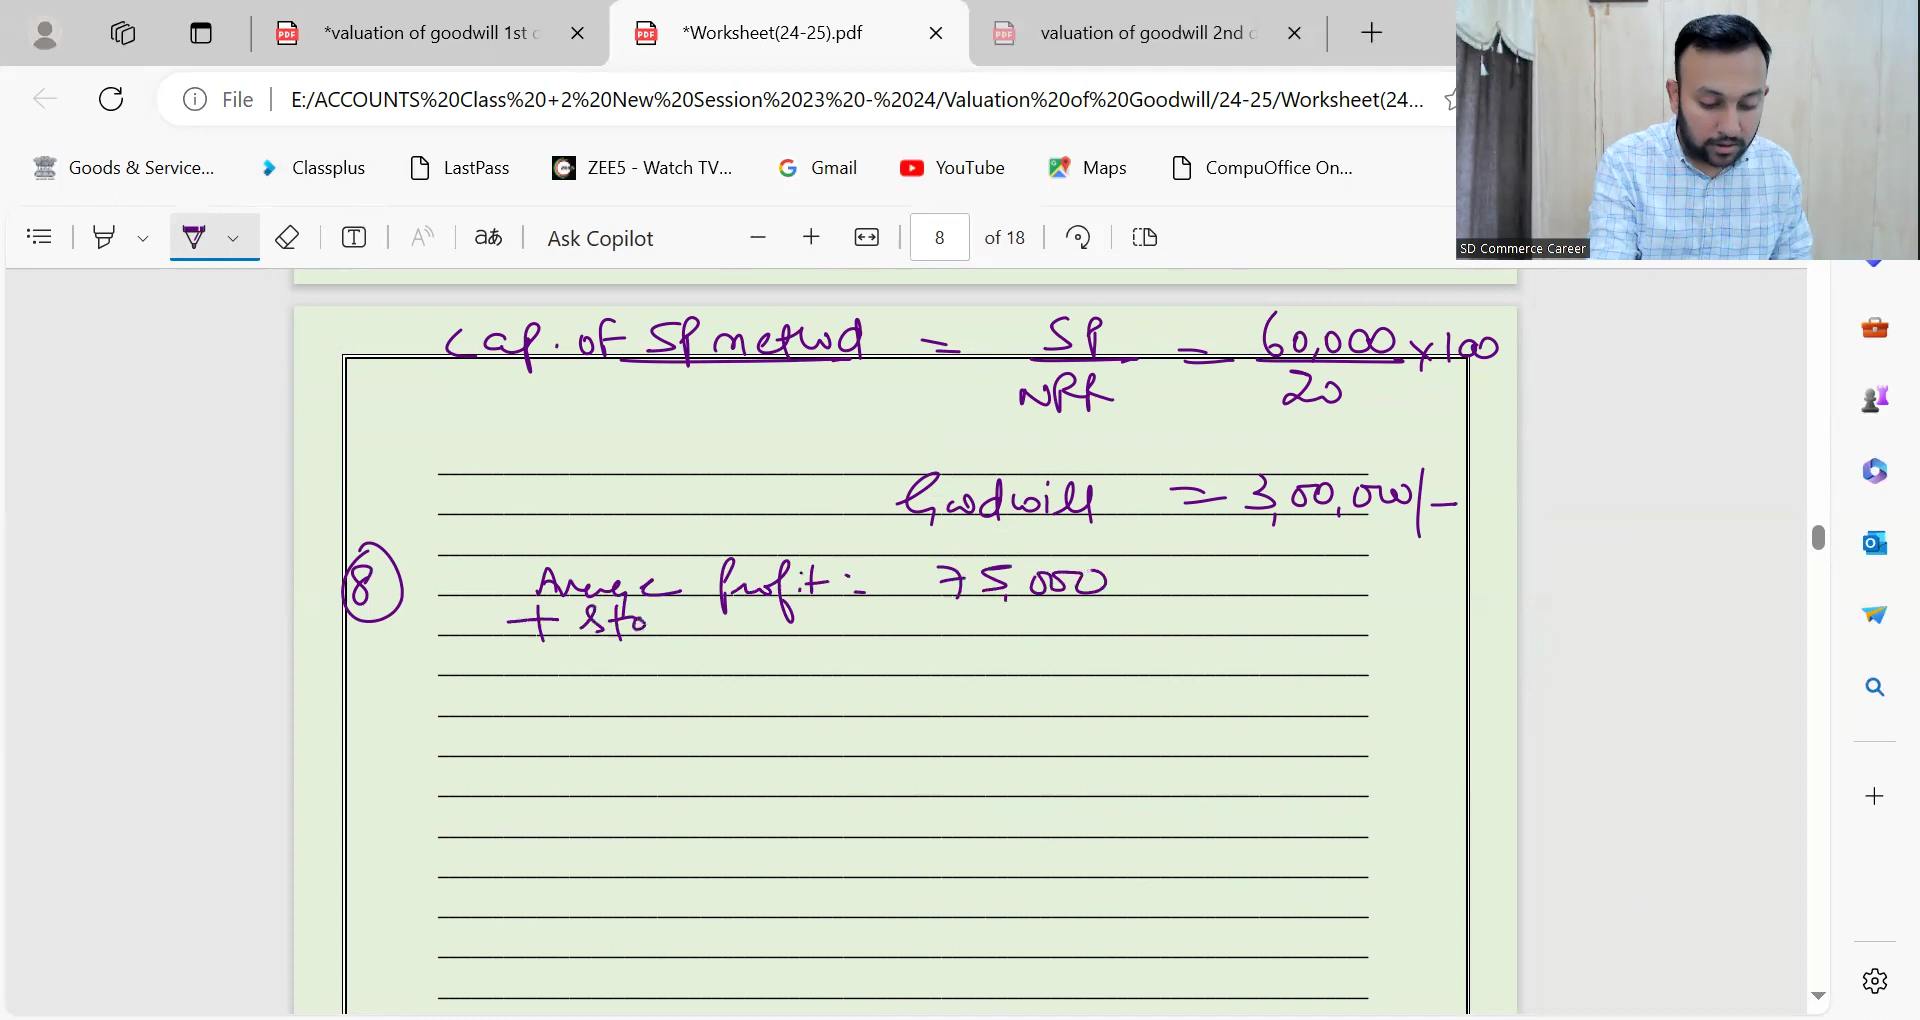 *valuation of goodwill 1st c
*Worksheet(24-25).pdf
valuation of goodwill 2nd c
File
E:/ACCOUNTS%20Class%20+2%20New%20Session%2023%20-%2024/Valuation%20of%20Goodwill/24-25/Worksheet(24...
Goods & Service...
Classplus
LastPass
ZEE5 - Watch TV...
Gmail
YouTube
Maps
CompuOffice On...
aあ
Ask Copilot
8 of 18
SD Commerce Career
Cap. of SP method = SP / NRR = 60,000 / 20 × 100
Goodwill = 3,00,000/-
8 Average Profit = 75,000
+ Sto